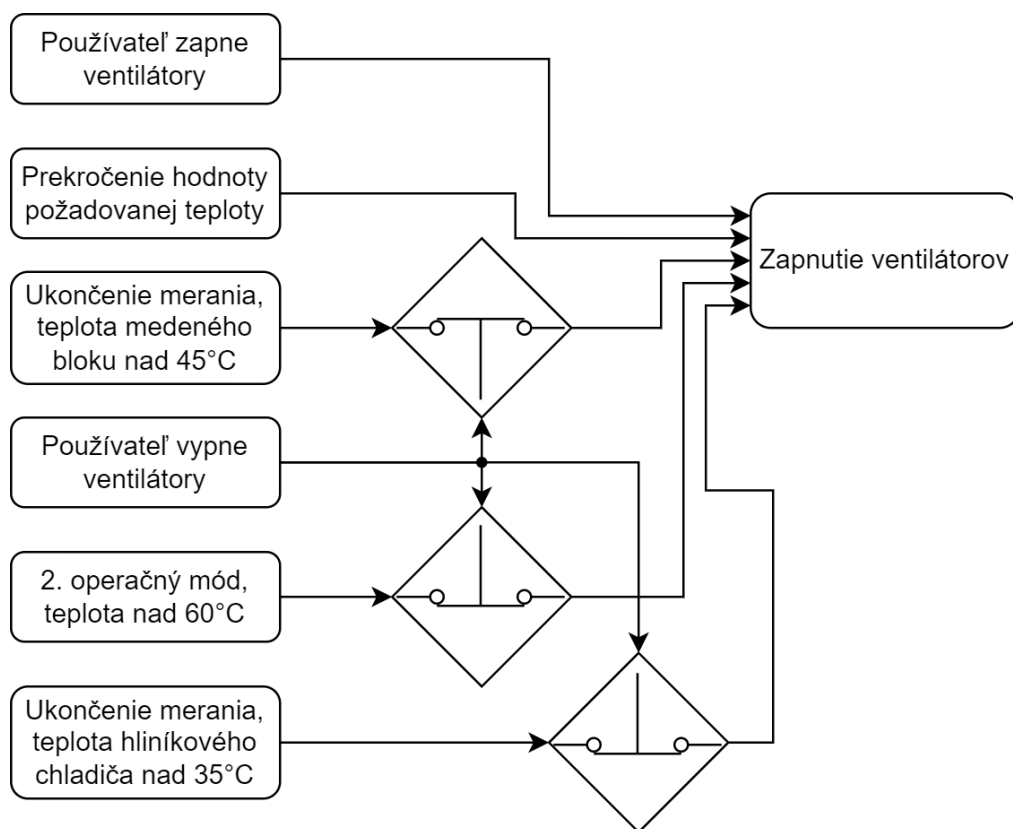 Používateľ zapne
ventilátory
Prekročenie hodnoty
požadovanej teploty
Zapnutie ventilátorov
Ukončenie merania,
teplota medeného
bloku nad 45°C
Používateľ vypne
ventilátory
2. operačný mód,
teplota nad 60°C
Ukončenie merania,
teplota hliníkového
chladiča nad 35°C